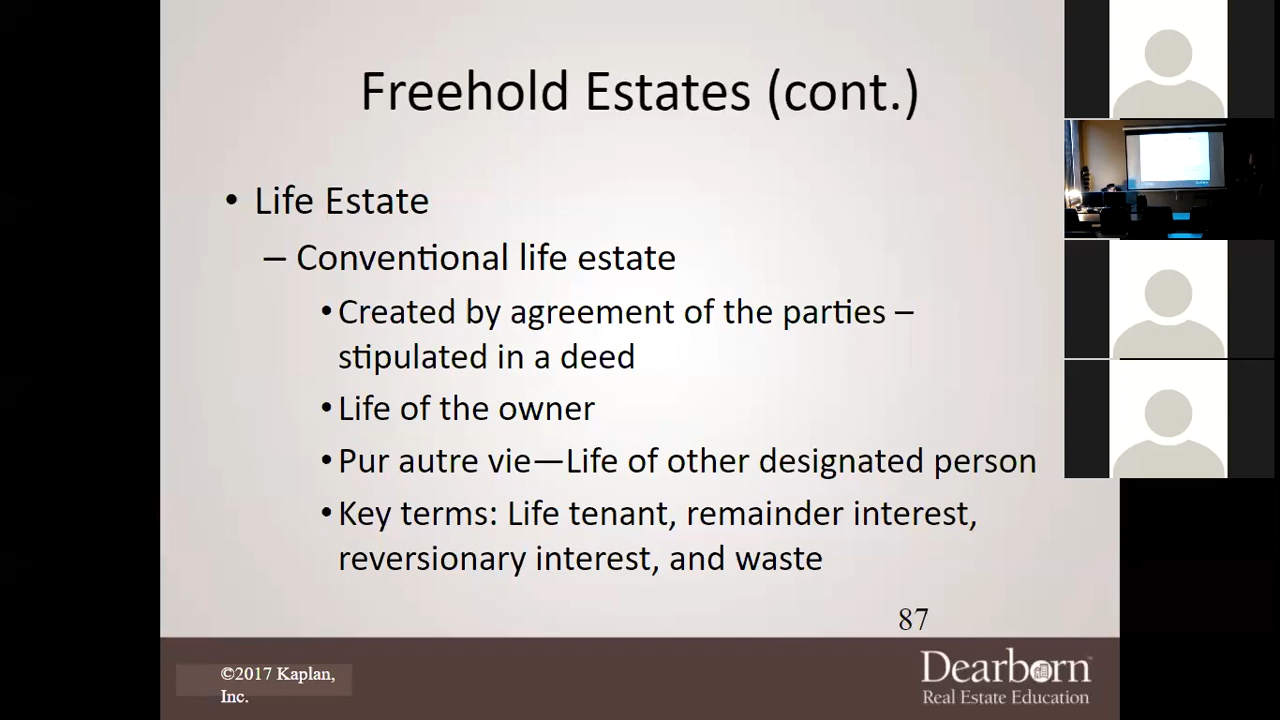 Freehold Estates (cont.)
• Life Estate
– Conventional life estate
• Created by agreement of the parties –
stipulated in a deed
• Life of the owner
• Pur autre vie—Life of other designated person
• Key terms: Life tenant, remainder interest,
reversionary interest, and waste
87
©2017 Kaplan,
Inc.
Dearborn
Real Estate Education